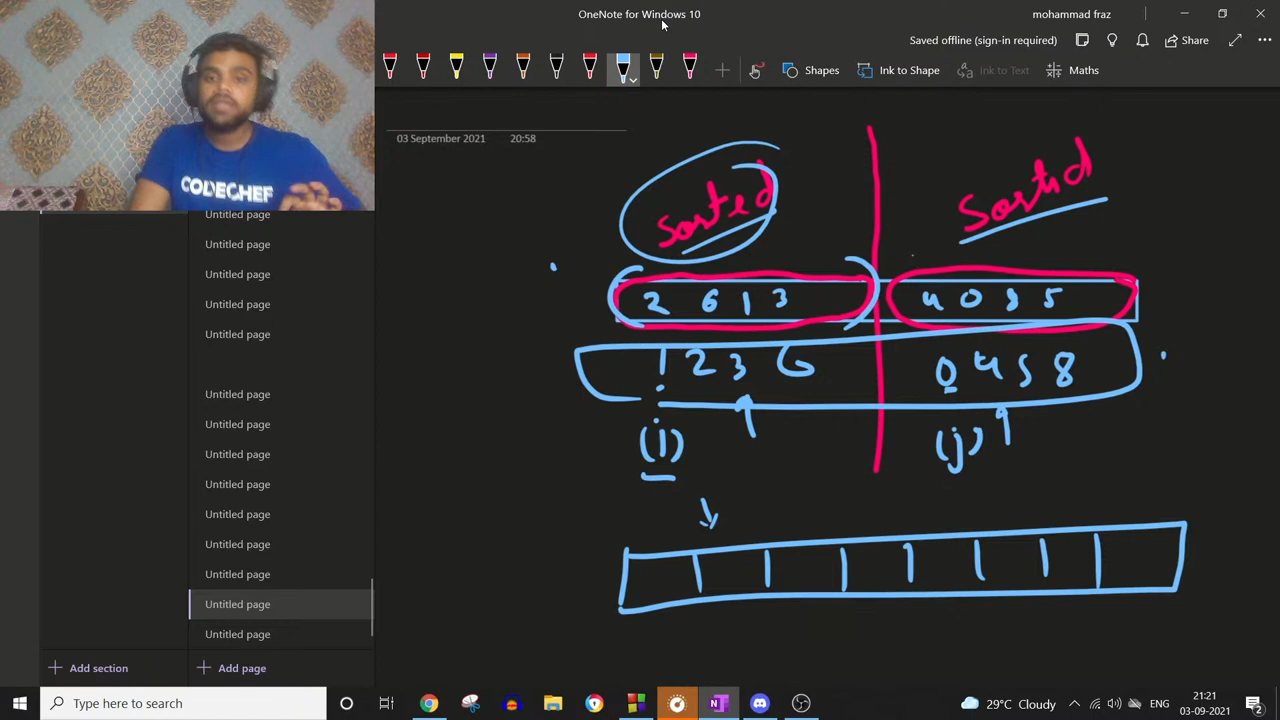 OneNote for Windows 10
mohammad fraz
Saved offline (sign-in required)
Share
Shapes
Ink to Shape
Ink to Text
Maths
03 September 2021 20:58
CODECHEF
sorted
Sorted
2 6 1 3
4 0 8 5
1 2 3 6
0 4 5 8
(i)
(j)
Untitled page
Untitled page
Untitled page
Untitled page
Untitled page
Untitled page
Untitled page
Untitled page
Untitled page
Untitled page
Untitled page
Untitled page
Untitled page
Untitled page
Add section
Add page
Type here to search
29°C Cloudy
ENG
21:21
03-09-2021
2